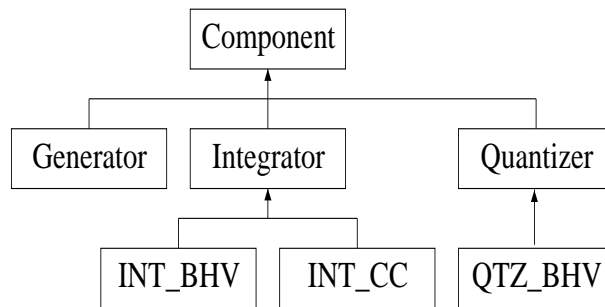 Component
Generator
Integrator
Quantizer
INT_BHV
INT_CC
QTZ_BHV